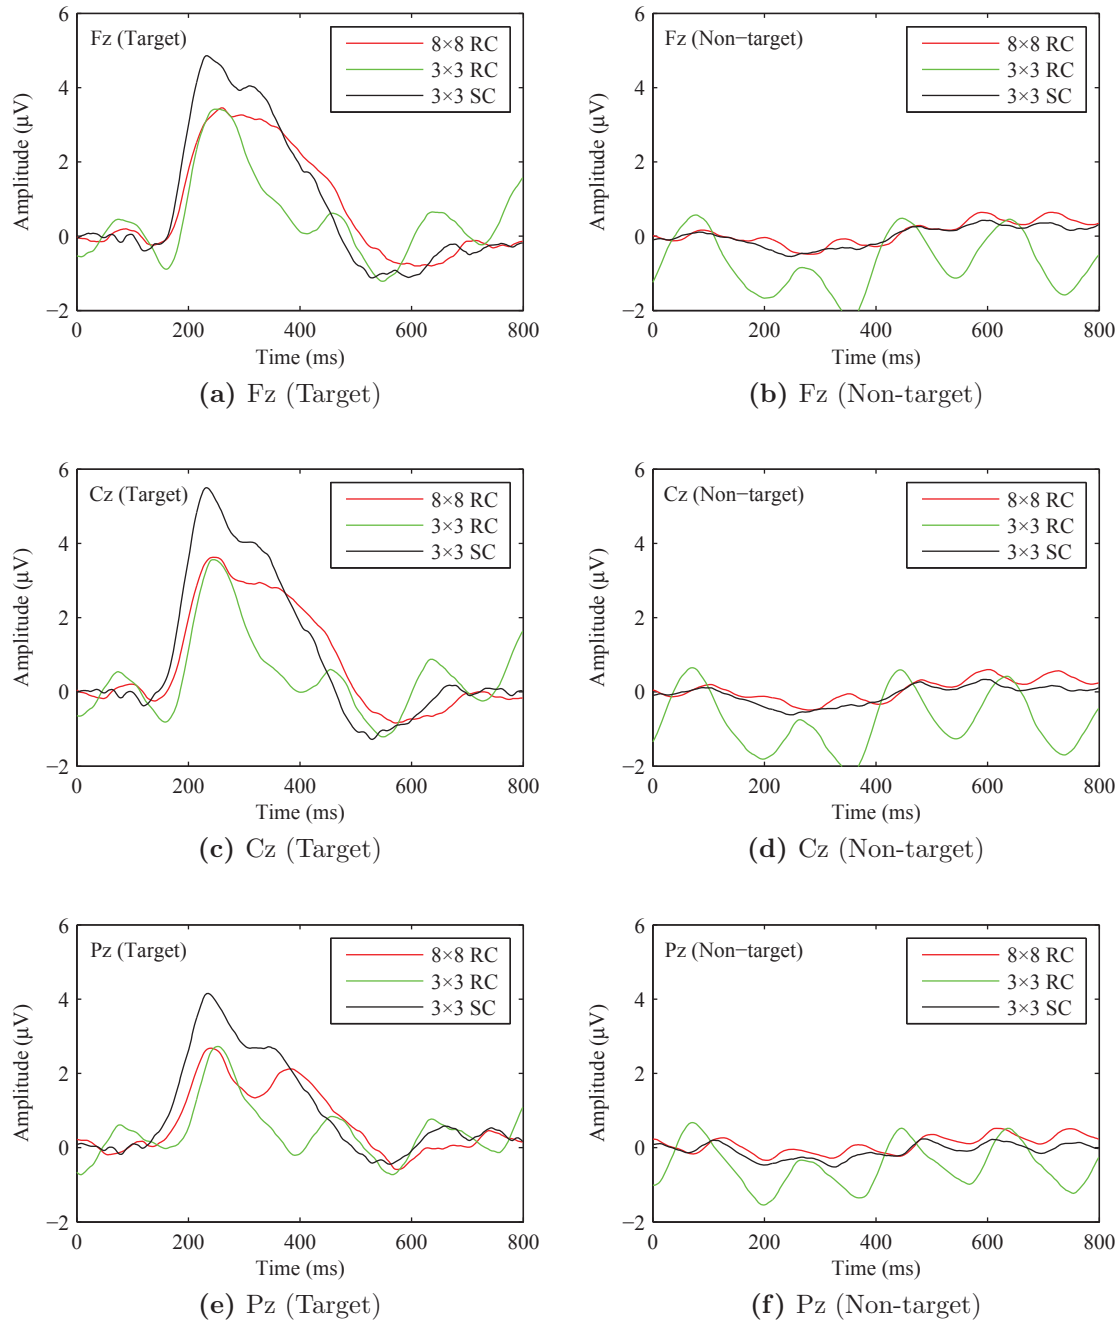 Fz (Target)
8×8 RC
3×3 RC
3×3 SC
Amplitude (μV)
6
4
2
0
−2
0 200 400 600 800
Time (ms)
(a) Fz (Target)
Fz (Non−target)
8×8 RC
3×3 RC
3×3 SC
Amplitude (μV)
6
4
2
0
−2
0 200 400 600 800
Time (ms)
(b) Fz (Non-target)
Cz (Target)
8×8 RC
3×3 RC
3×3 SC
Amplitude (μV)
6
4
2
0
−2
0 200 400 600 800
Time (ms)
(c) Cz (Target)
Cz (Non−target)
8×8 RC
3×3 RC
3×3 SC
Amplitude (μV)
6
4
2
0
−2
0 200 400 600 800
Time (ms)
(d) Cz (Non-target)
Pz (Target)
8×8 RC
3×3 RC
3×3 SC
Amplitude (μV)
6
4
2
0
−2
0 200 400 600 800
Time (ms)
(e) Pz (Target)
Pz (Non−target)
8×8 RC
3×3 RC
3×3 SC
Amplitude (μV)
6
4
2
0
−2
0 200 400 600 800
Time (ms)
(f) Pz (Non-target)